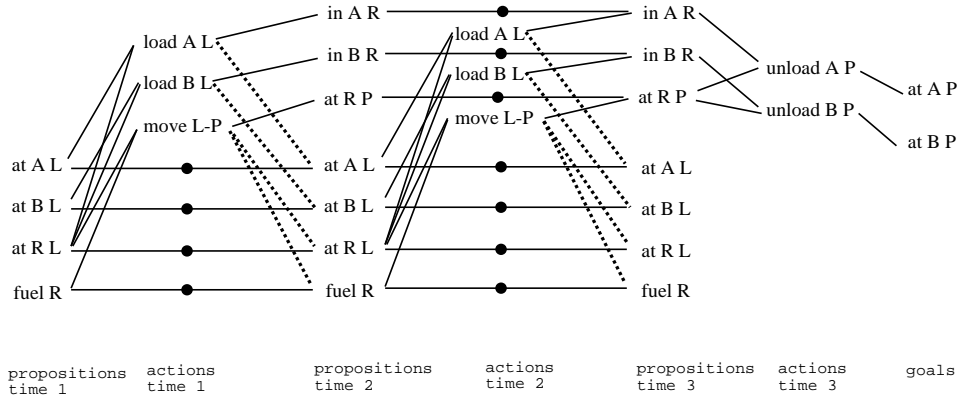 in A R
in A R
load A L
load A L
in B R
in B R
load B L
load B L
unload A P
at R P
at R P
at A P
move L-P
move L-P
unload B P
at B P
at A L
at A L
at A L
at B L
at B L
at B L
at R L
at R L
at R L
fuel R
fuel R
fuel R
propositions
time 1
actions
time 1
propositions
time 2
actions
time 2
propositions
time 3
actions
time 3
goals